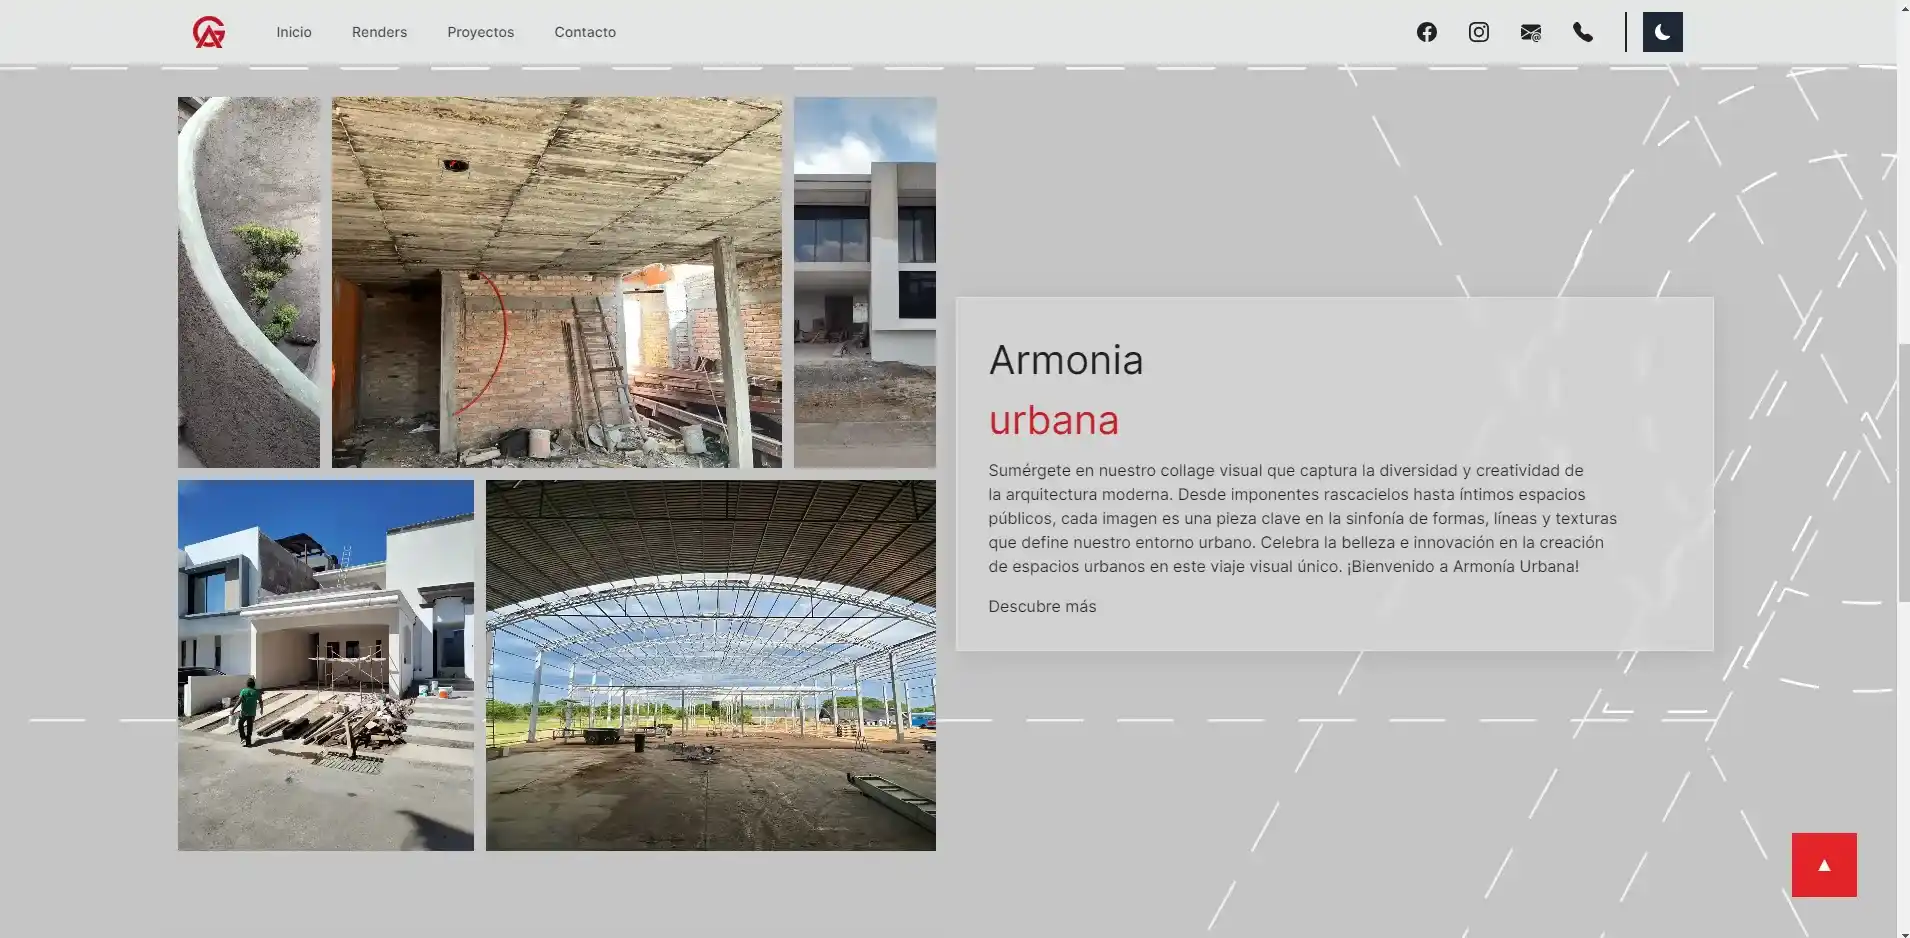 Inicio Renders Proyectos Contacto
Armonia
urbana
Sumérgete en nuestro collage visual que captura la diversidad y creatividad de
la arquitectura moderna. Desde imponentes rascacielos hasta íntimos espacios
públicos, cada imagen es una pieza clave en la sinfonía de formas, líneas y texturas
que define nuestro entorno urbano. Celebra la belleza e innovación en la creación
de espacios urbanos en este viaje visual único. ¡Bienvenido a Armonía Urbana!
Descubre más